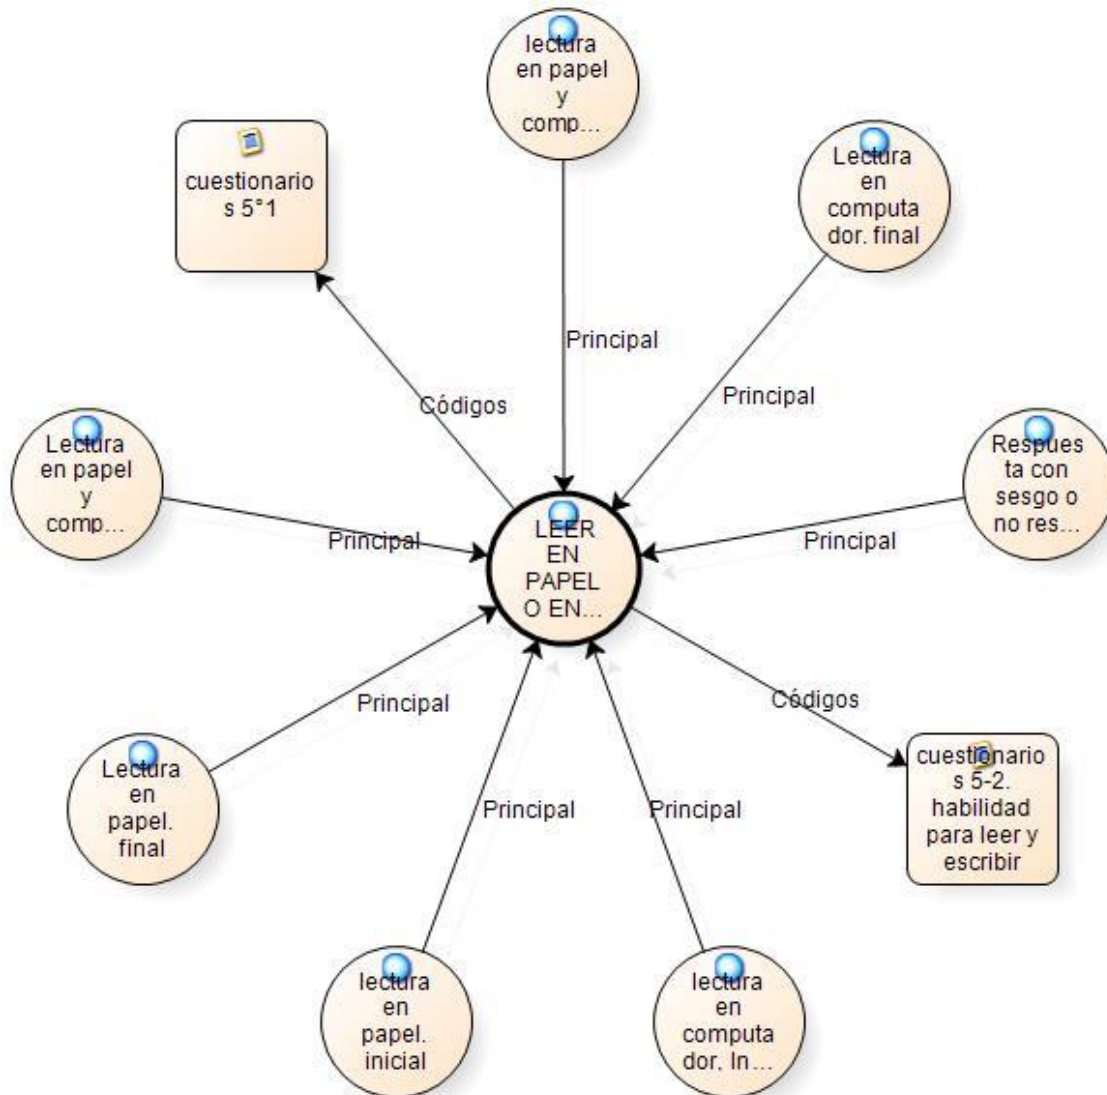 lectura
en papel
y
comp...
Lectura
en
computa
dor. final
cuestionario
s 5°1
Principal
Principal
Códigos
Lectura
en papel
y
comp...
Respues
ta con
sesgo o
no res...
Principal
LEER
EN
PAPEL
O EN...
Principal
Principal
Códigos
Lectura
en
papel.
final
Principal
Principal
cuestionario
s 5-2.
habilidad
para leer y
escribir
lectura
en
papel.
inicial
lectura
en
computa
dor, In...